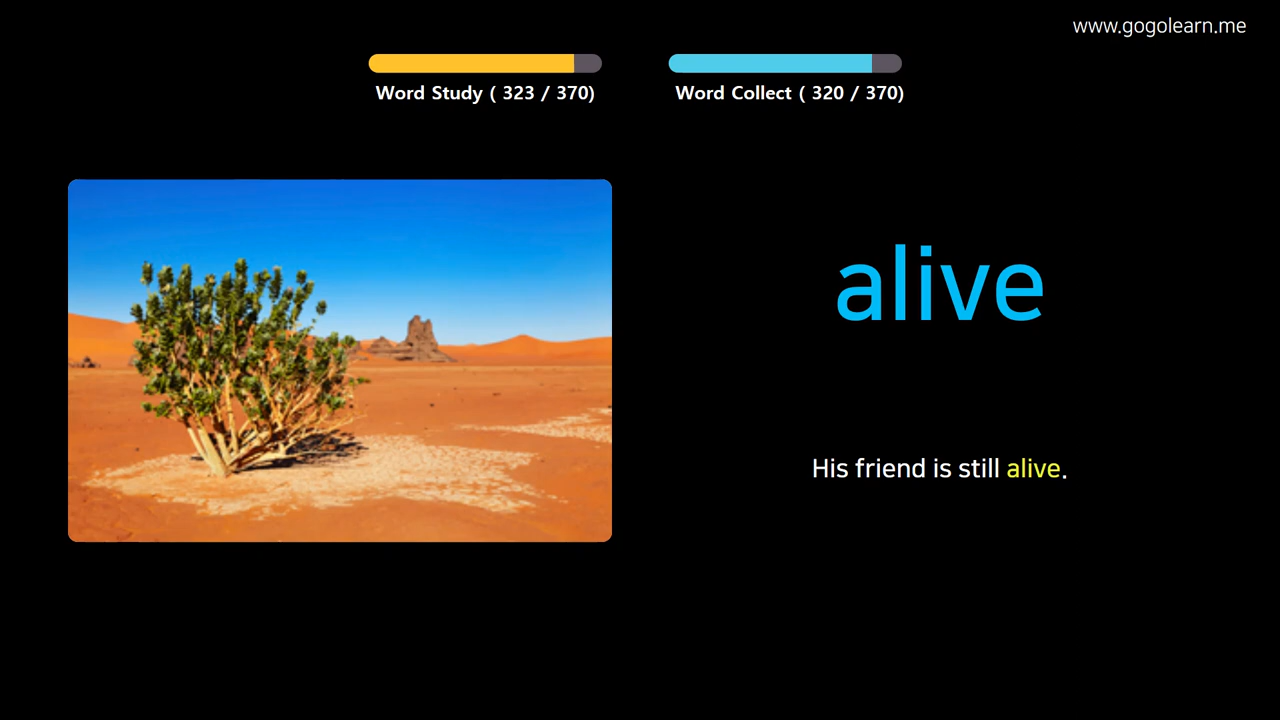 www.gogolearn.me
Word Study ( 323 / 370)
Word Collect ( 320 / 370)
alive
His friend is still alive.